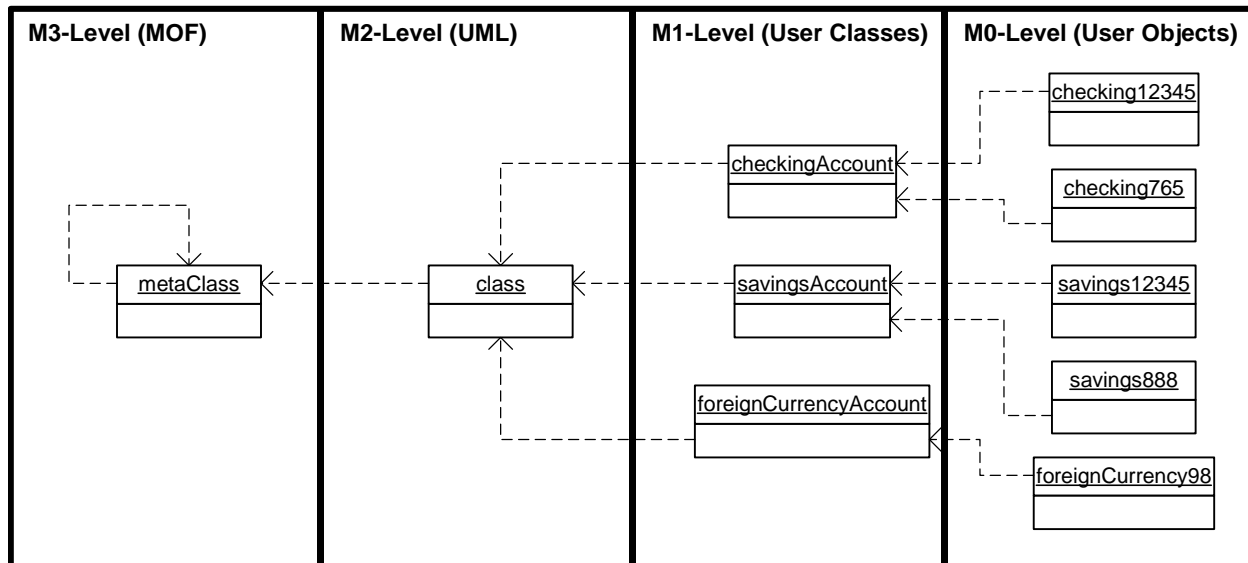 M3-Level (MOF)
M2-Level (UML)
M1-Level (User Classes)
M0-Level (User Objects)
metaClass
class
checkingAccount
savingsAccount
foreignCurrencyAccount
checking12345
checking765
savings12345
savings888
foreignCurrency98